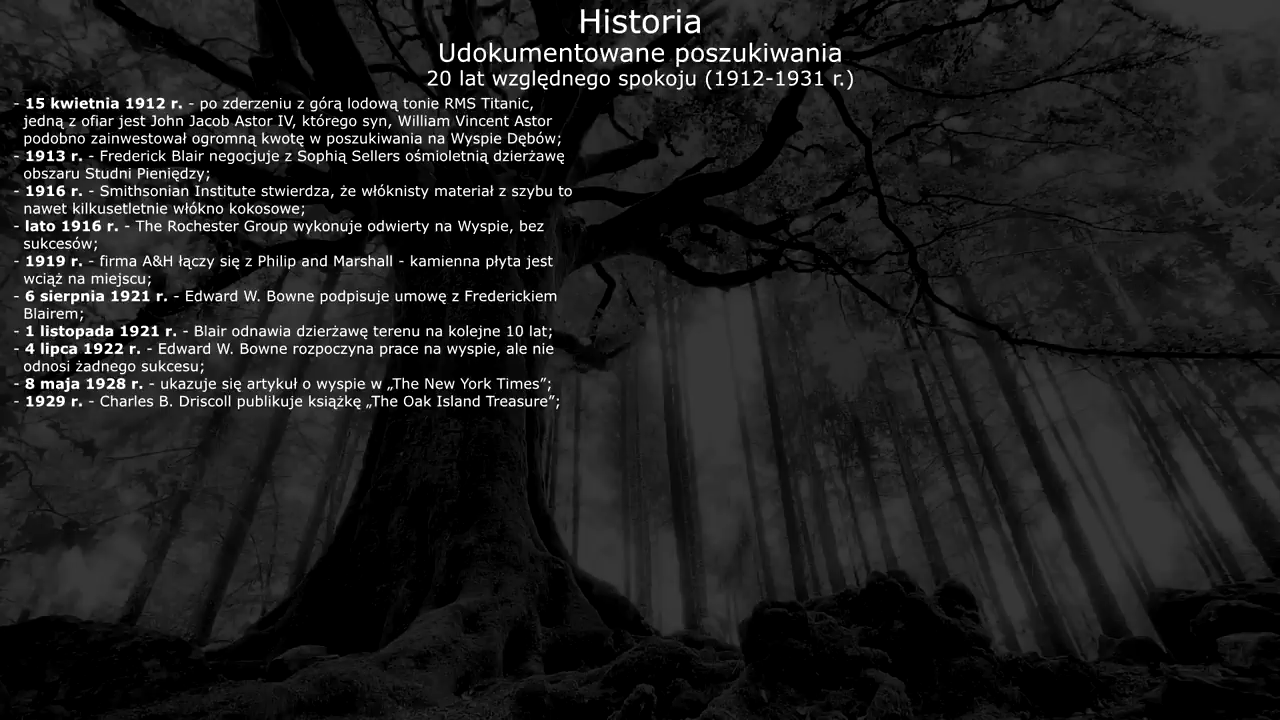 Historia
Udokumentowane poszukiwania
20 lat względnego spokoju (1912-1931 r.)
- 15 kwietnia 1912 r. - po zderzeniu z górą lodową tonie RMS Titanic,
jedną z ofiar jest John Jacob Astor IV, którego syn, William Vincent Astor
podobno zainwestował ogromną kwotę w poszukiwania na Wyspie Dębów;
- 1913 r. - Frederick Blair negocjuje z Sophią Sellers ośmioletnią dzierżawę
obszaru Studni Pieniędzy;
- 1916 r. - Smithsonian Institute stwierdza, że włóknisty materiał z szybu to
nawet kilkusetletnie włókno kokosowe;
- lato 1916 r. - The Rochester Group wykonuje odwierty na Wyspie, bez
sukcesów;
- 1919 r. - firma A&H łączy się z Philip and Marshall - kamienna płyta jest
wciąż na miejscu;
- 6 sierpnia 1921 r. - Edward W. Bowne podpisuje umowę z Frederickiem
Blairem;
- 1 listopada 1921 r. - Blair odnawia dzierżawę terenu na kolejne 10 lat;
- 4 lipca 1922 r. - Edward W. Bowne rozpoczyna prace na wyspie, ale nie
odnosi żadnego sukcesu;
- 8 maja 1928 r. - ukazuje się artykuł o wyspie w „The New York Times”;
- 1929 r. - Charles B. Driscoll publikuje książkę „The Oak Island Treasure”;